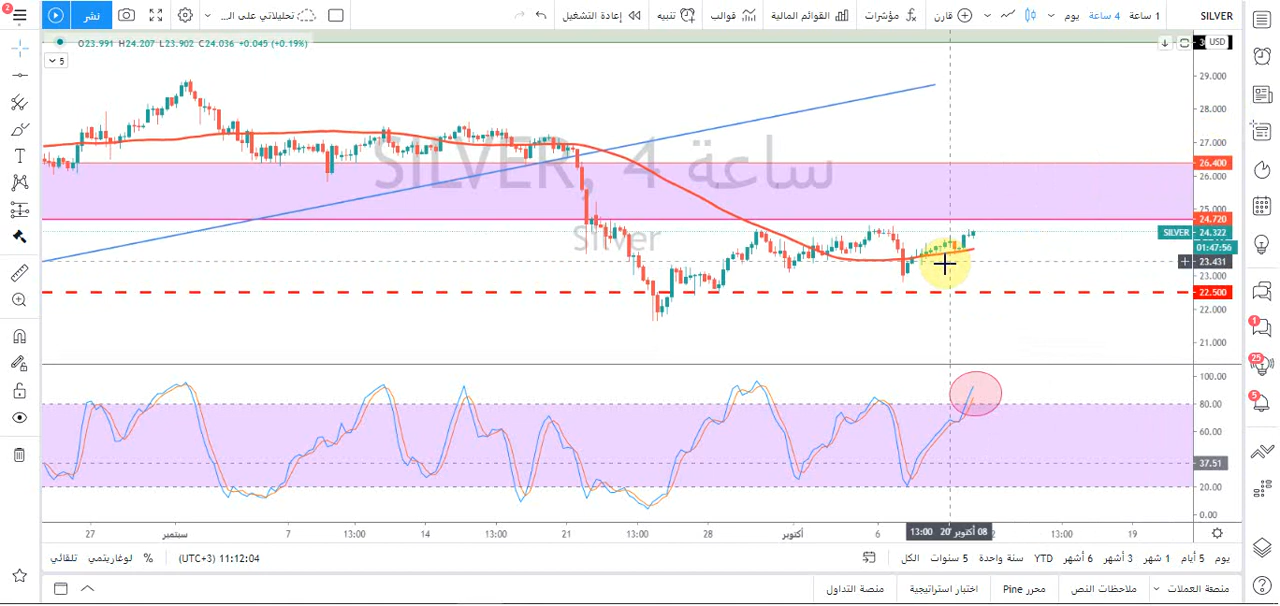 2
نشر
تحليلاتي على الـ...
إعادة التشغيل
تنبيه
قوالب
القوائم المالية
مؤشرات
قارن
يوم
4 ساعة
1 ساعة
SILVER
O23.991 H24.207 L23.902 C24.036 +0.045 (+0.19%)
5
USD
SILVER, 4 ساعة
Silver
29.000
28.000
27.000
26.400
26.000
25.000
24.720
SILVER 24.322
01:47:56
23.431
23.000
22.500
22.000
21.000
100.00
80.00
60.00
37.51
20.00
0.00
27
سبتمبر
7
13:00
14
13:00
21
13:00
28
أكتوبر
6
08 أكتوبر '20 13:00
13:00
19
1
25
5
تلقائي
لوغاريتمي
%
(UTC+3) 11:12:04
الكل
5 سنوات
سنة واحدة
YTD
6 أشهر
3 أشهر
1 شهر
5 أيام
يوم
منصة التداول
اختبار استراتيجية
محرر Pine
ملاحظات النص
منصقة العملات